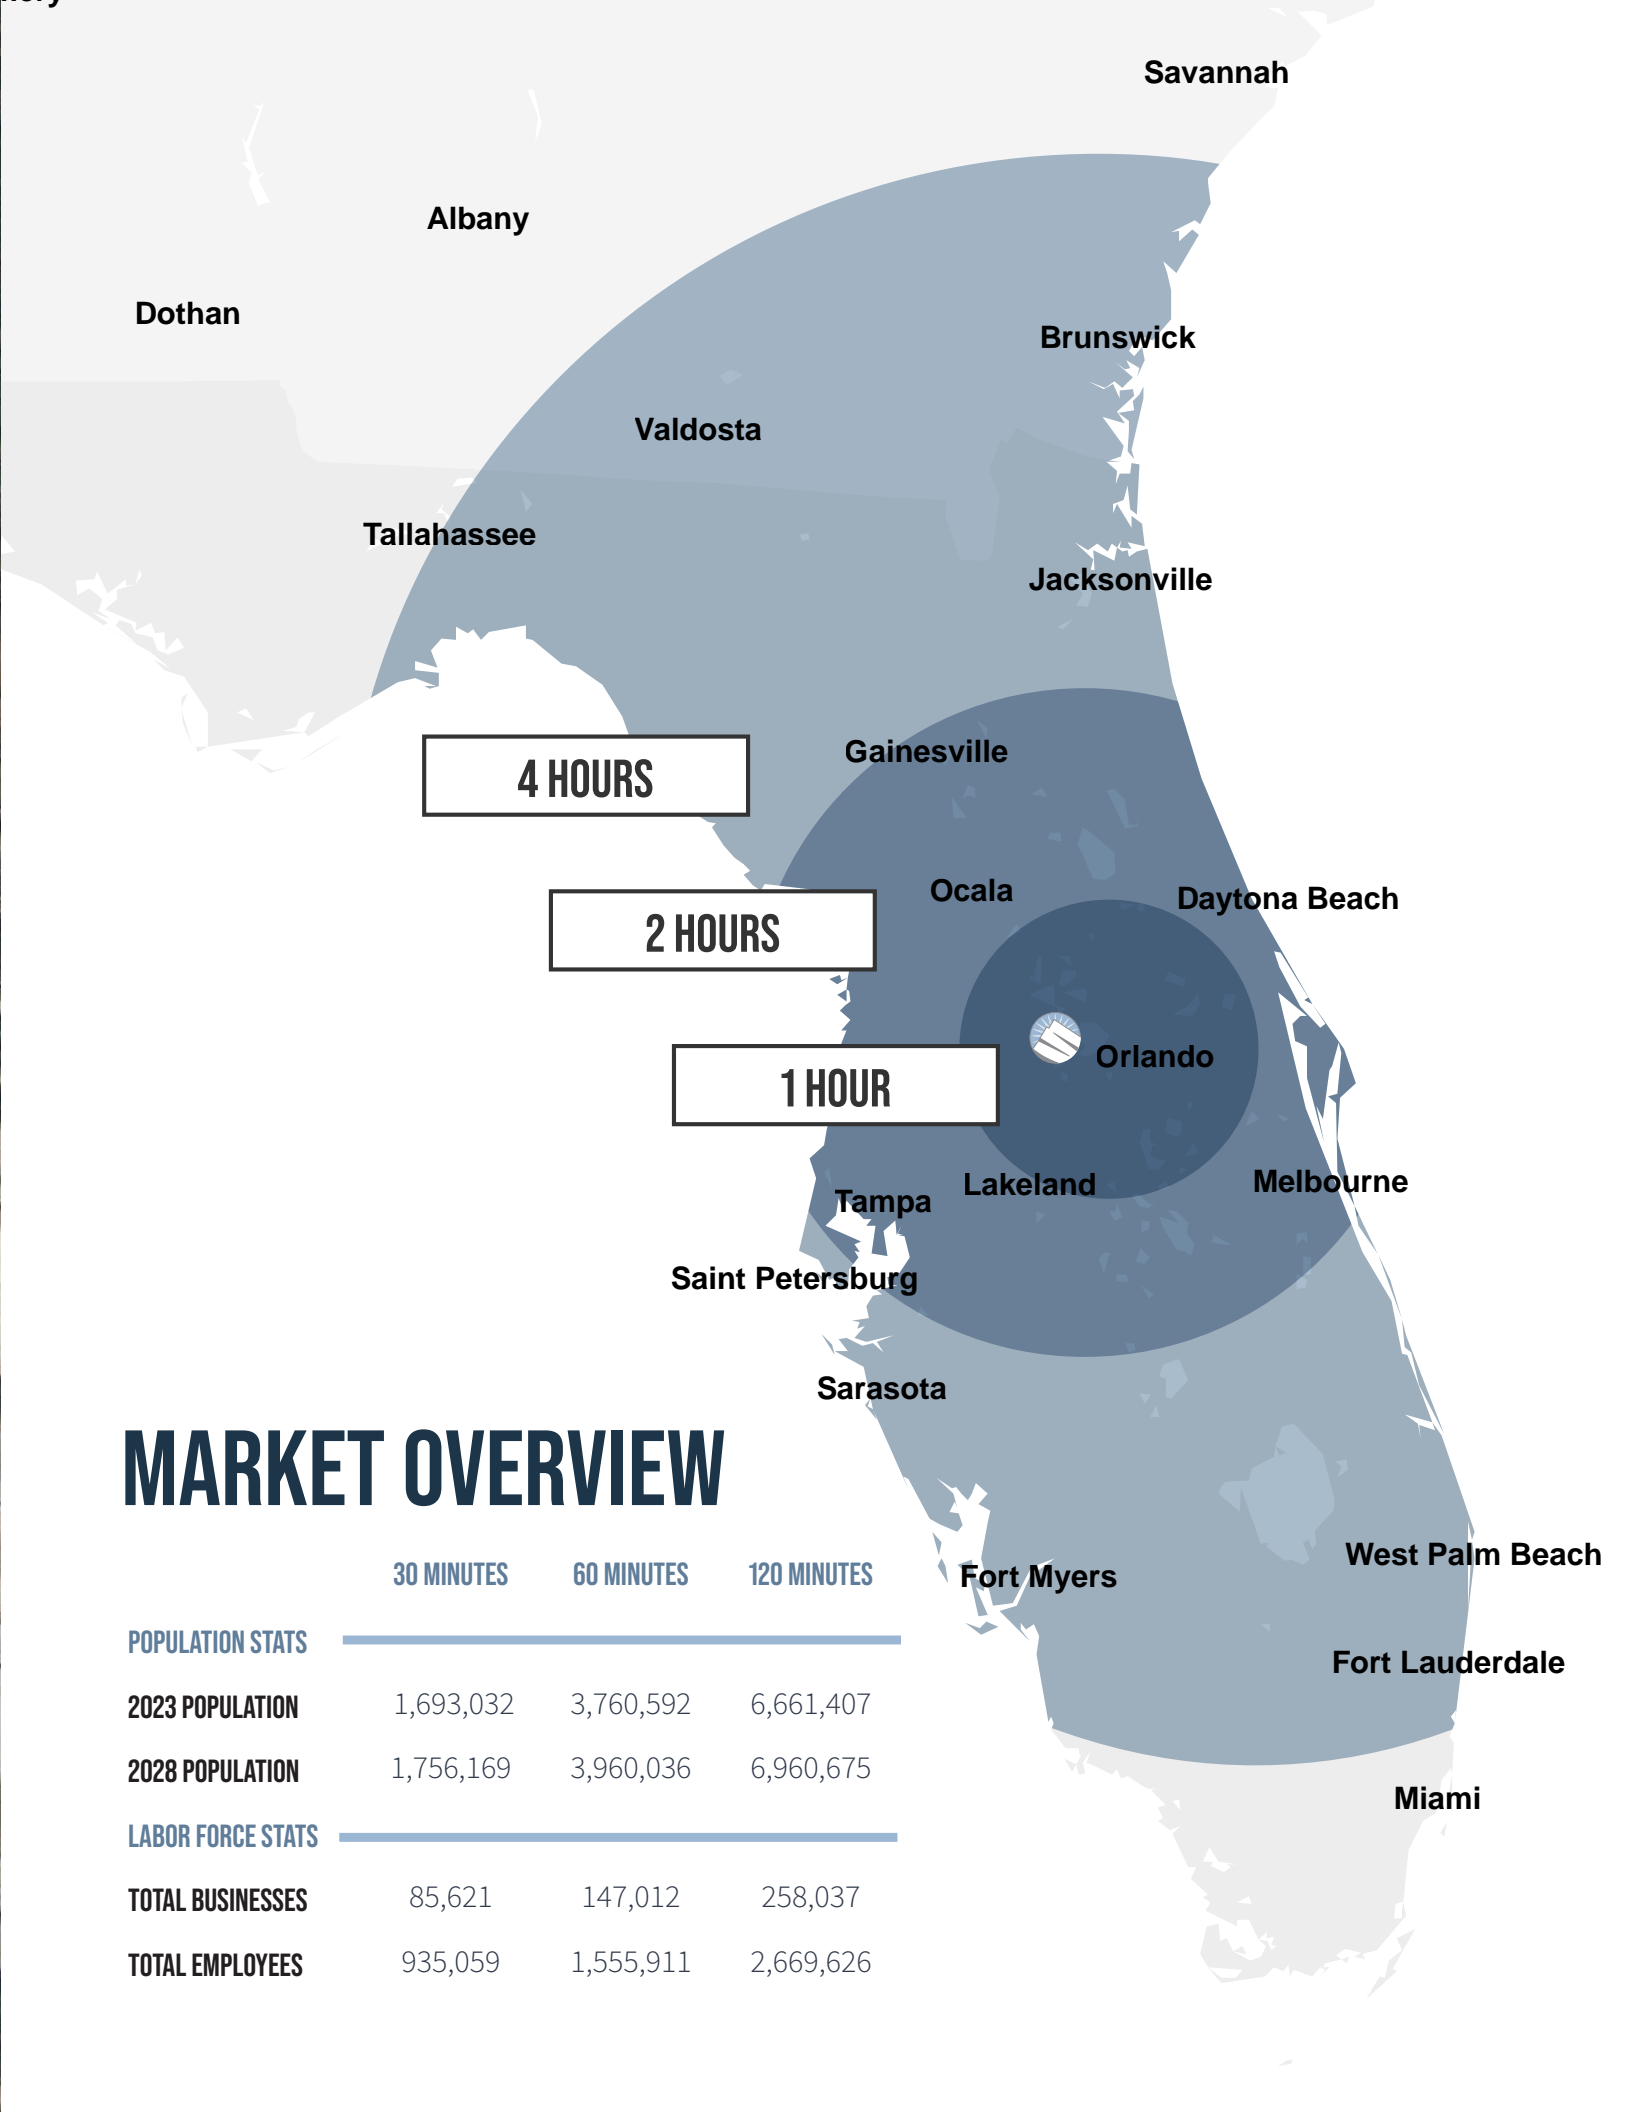 Savannah
Albany
Dothan
Brunswick
Valdosta
Tallahassee
Jacksonville
Gainesville
4 HOURS
Ocala
Daytona Beach
2 HOURS
Orlando
1 HOUR
Lakeland
Melbourne
Tampa
Saint Petersburg
Sarasota
West Palm Beach
Fort Myers
Fort Lauderdale
Miami
MARKET OVERVIEW
30 MINUTES 60 MINUTES 120 MINUTES
POPULATION STATS
2023 POPULATION 1,693,032 3,760,592 6,661,407
2028 POPULATION 1,756,169 3,960,036 6,960,675
LABOR FORCE STATS
TOTAL BUSINESSES 85,621 147,012 258,037
TOTAL EMPLOYEES 935,059 1,555,911 2,669,626